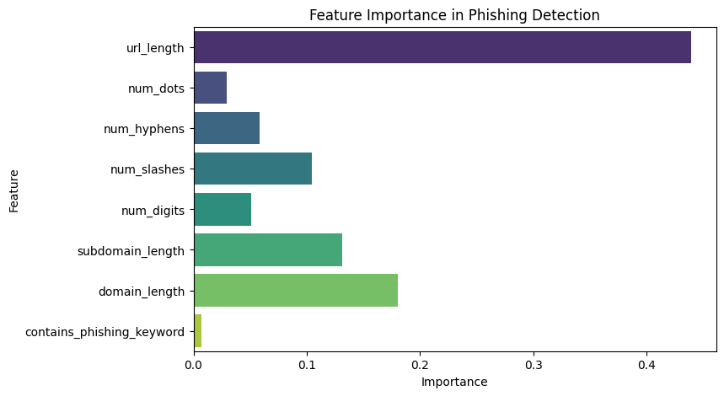 Feature Importance in Phishing Detection
url_length
num_dots
num_hyphens
num_slashes
num_digits
subdomain_length
domain_length
contains_phishing_keyword
Feature
0.0 0.1 0.2 0.3 0.4
Importance